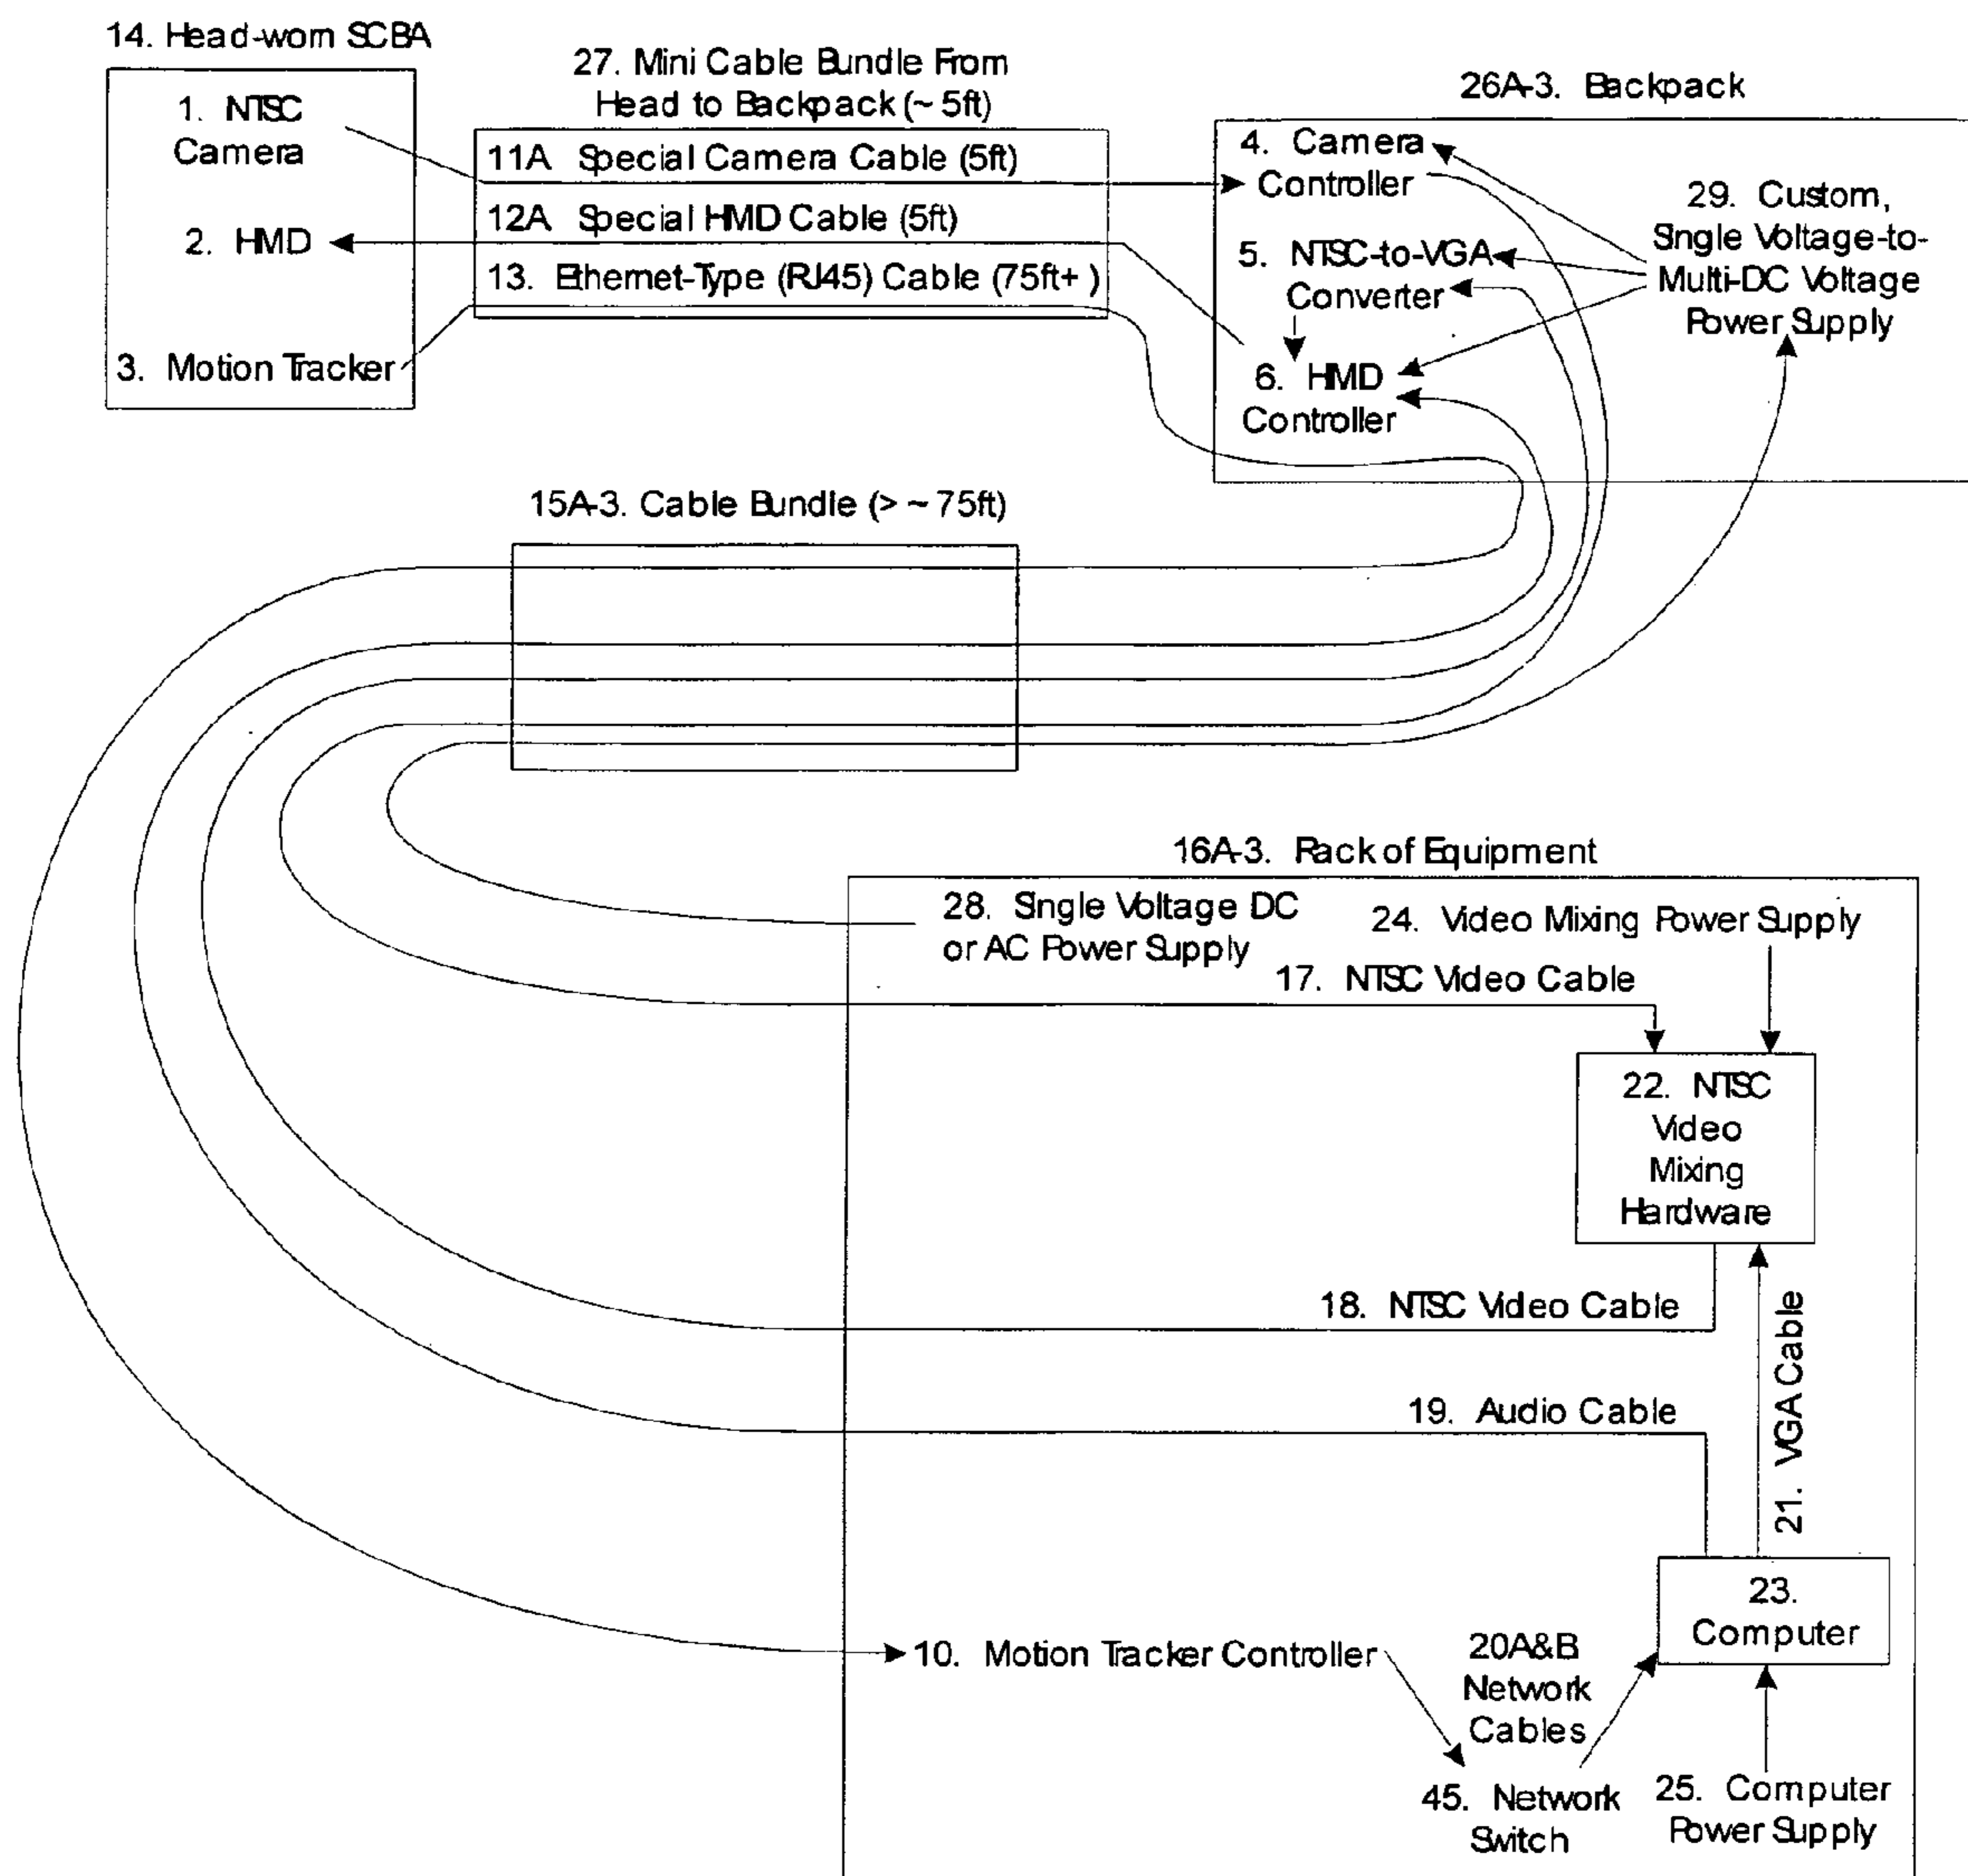 14. Head-worn SCBA
1. NTSC
Camera
2. HMD
3. Motion Tracker
27. Mini Cable Bundle From
Head to Backpack (~ 5ft)
11A Special Camera Cable (5ft)
12A Special HMD Cable (5ft)
13. Ethernet-Type (RJ45) Cable (75ft+ )
26A-3. Backpack
4. Camera
Controller
5. NTSC-to-VGA
Converter
6. HMD
Controller
29. Custom,
Single Voltage-to-
Multi-DC Voltage
Power Supply
15A-3. Cable Bundle (> ~ 75ft)
16A-3. Rack of Equipment
28. Single Voltage DC
or AC Power Supply
24. Video Mixing Power Supply
17. NTSC Video Cable
22. NTSC
Video
Mixing
Hardware
18. NTSC Video Cable
21. VGA Cable
19. Audio Cable
23.
Computer
10. Motion Tracker Controller
20A&B
Network
Cables
45. Network
Switch
25. Computer
Power Supply